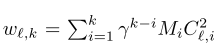 $w_{\ell,k} = \sum_{i=1}^{k} \gamma^{k-i} M_i C_{\ell,i}^2$